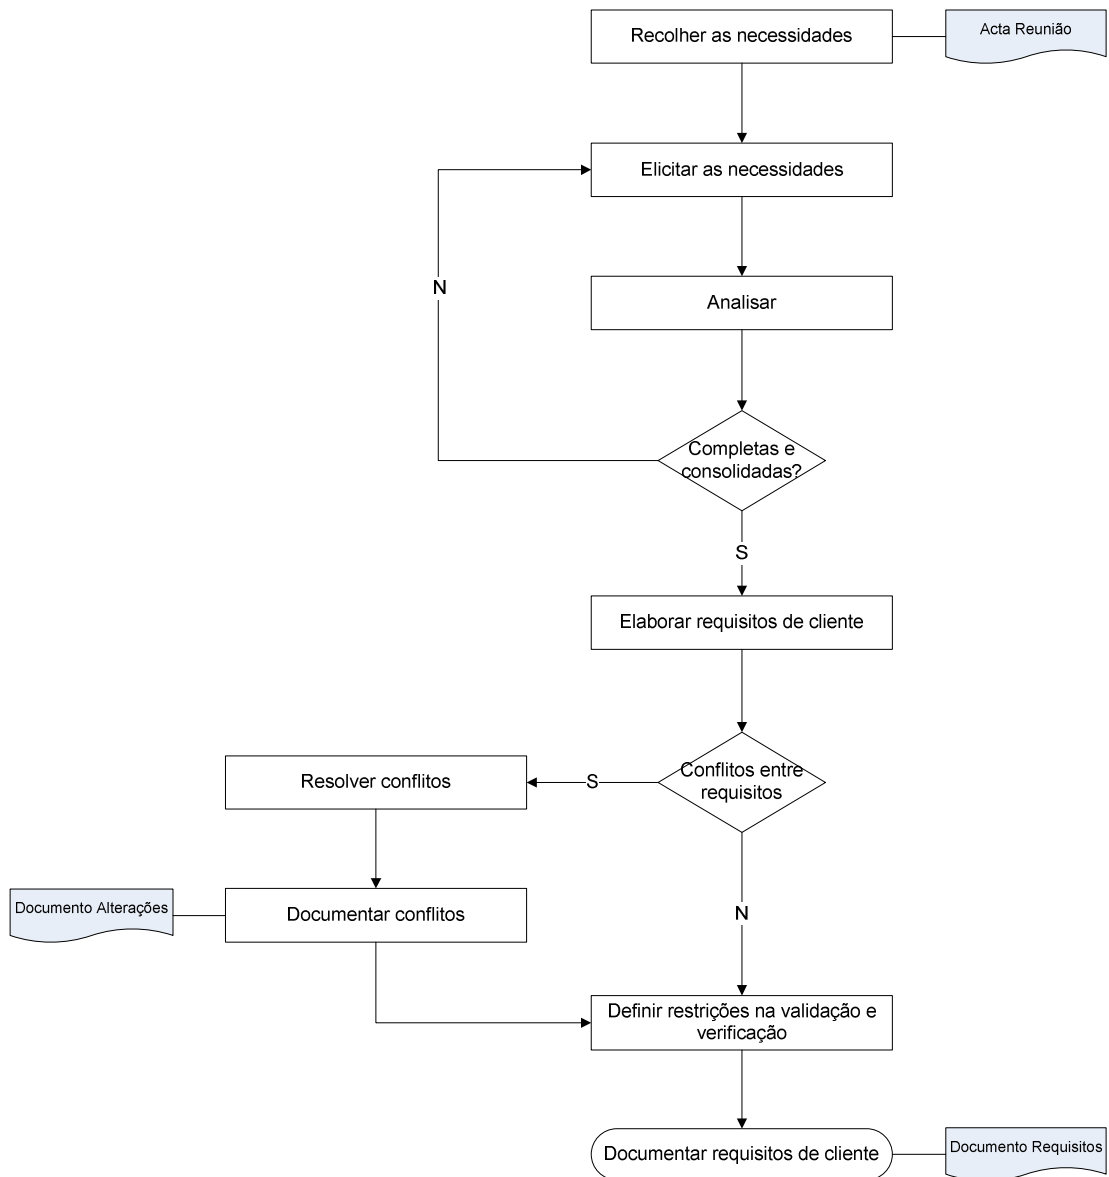 Recolher as necessidades
Acta Reunião
Elicitar as necessidades
N
Analisar
Completas e
consolidadas?
S
Elaborar requisitos de cliente
Conflitos entre
requisitos
S
Resolver conflitos
Documento Alterações
Documentar conflitos
N
Definir restrições na validação e
verificação
Documentar requisitos de cliente
Documento Requisitos